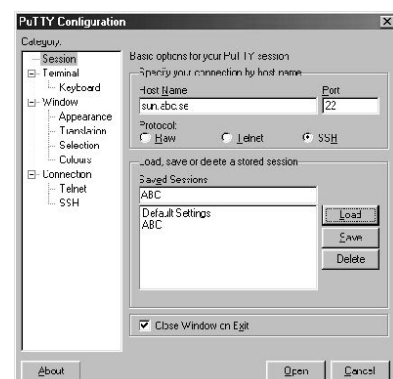 PuTTY Configuration
Category:
Session
Terminal
Keyboard
Window
Appearance
Translation
Selection
Colours
Connection
Telnet
SSH
Basic options for your PuTTY session
Specify your connection by host name
Host Name
Port
sun.abc.se
22
Protocol:
Raw
Telnet
SSH
Load, save or delete a stored session
Saved Sessions
ABC
Default Settings
ABC
Load
Save
Delete
Close Window on Exit
About
Open
Cancel